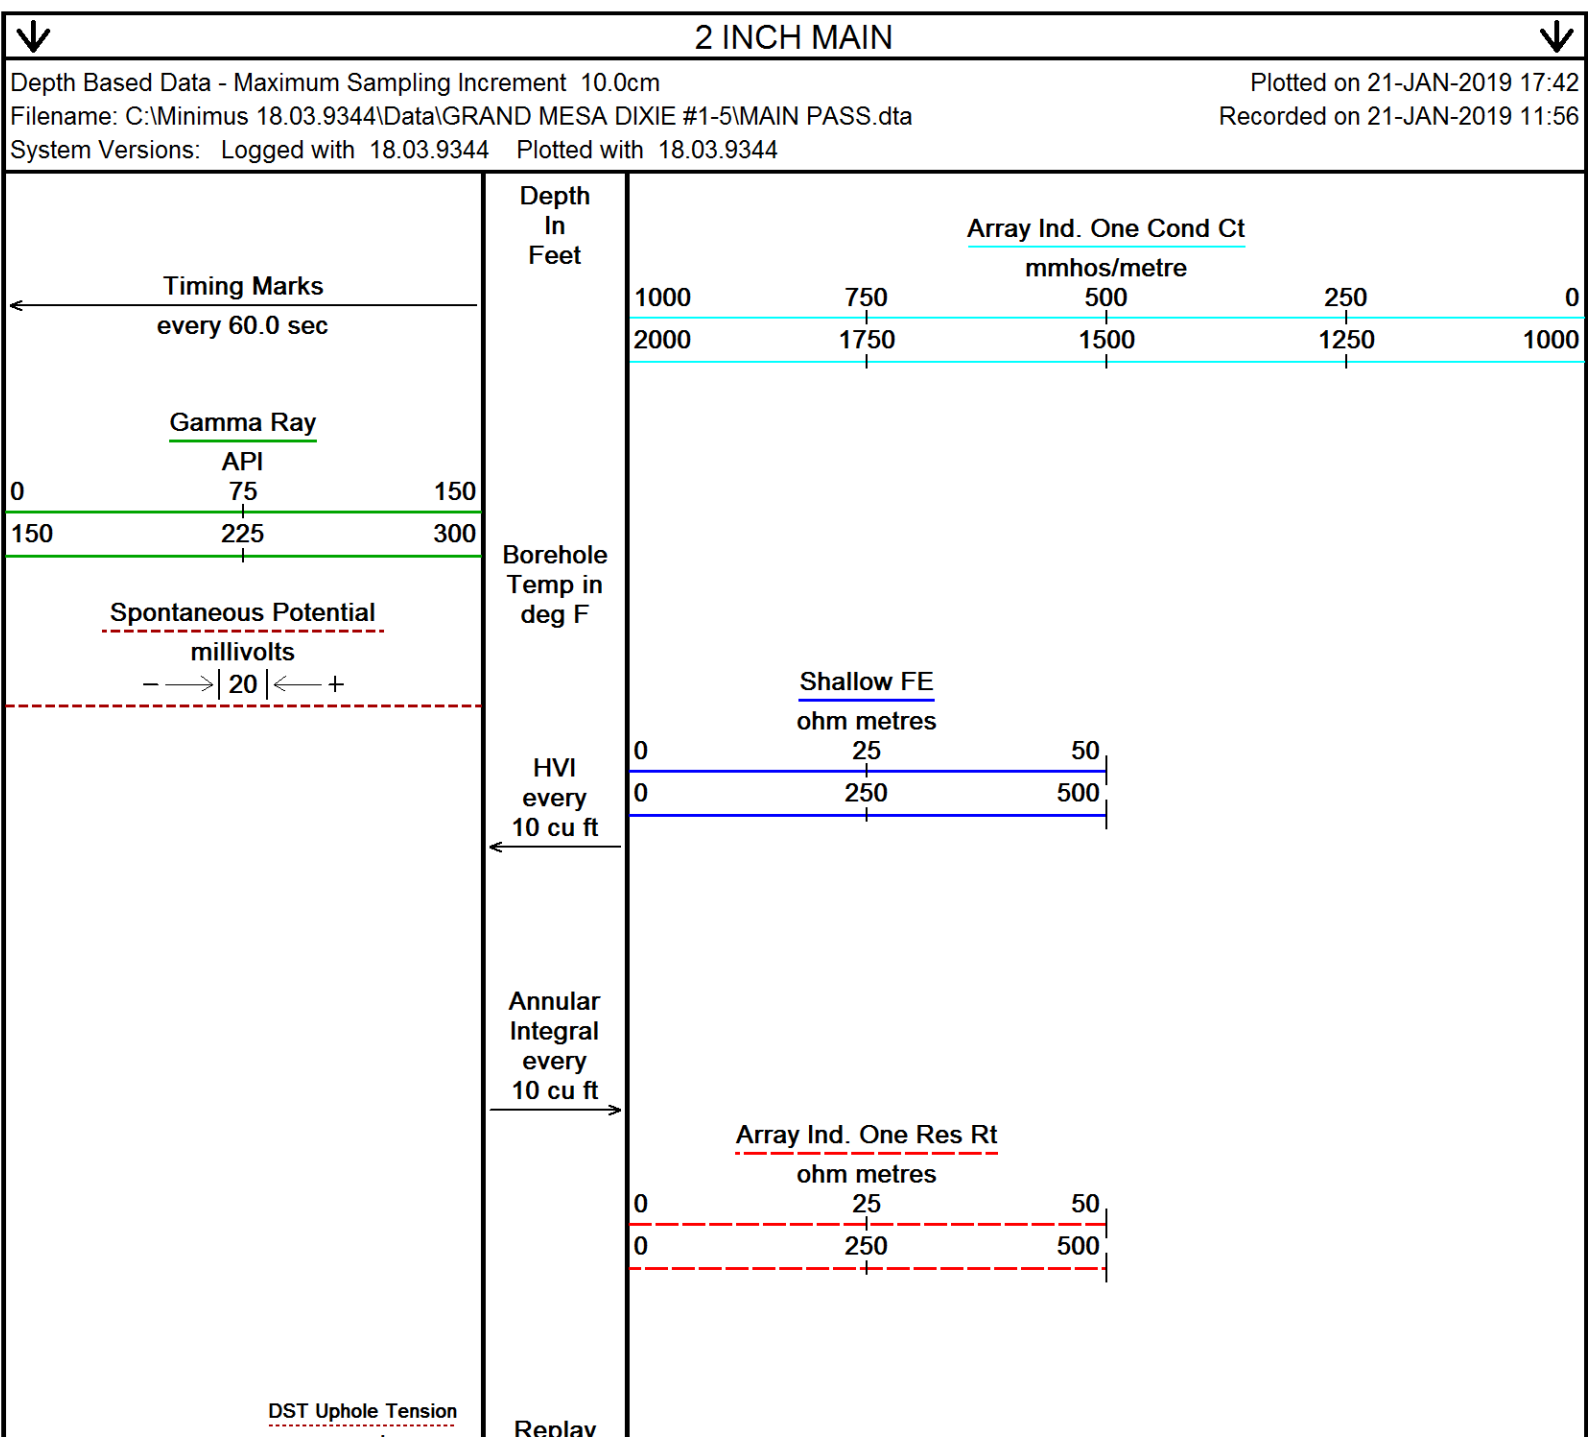 2 INCH MAIN
Depth Based Data - Maximum Sampling Increment 10.0cm
Plotted on 21-JAN-2019 17:42
Filename: C:\Minimus 18.03.9344\Data\GRAND MESA DIXIE #1-5\MAIN PASS.dta
Recorded on 21-JAN-2019 11:56
System Versions: Logged with 18.03.9344 Plotted with 18.03.9344
Timing Marks
every 60.0 sec
Gamma Ray
API
0 75 150
150 225 300
Spontaneous Potential
millivolts
− 20 +
DST Uphole Tension
Depth
In
Feet
Borehole
Temp in
deg F
HVI
every
10 cu ft
Annular
Integral
every
10 cu ft
Replay
Array Ind. One Cond Ct
mmhos/metre
1000 750 500 250 0
2000 1750 1500 1250 1000
Shallow FE
ohm metres
0 25 50
0 250 500
Array Ind. One Res Rt
ohm metres
0 25 50
0 250 500